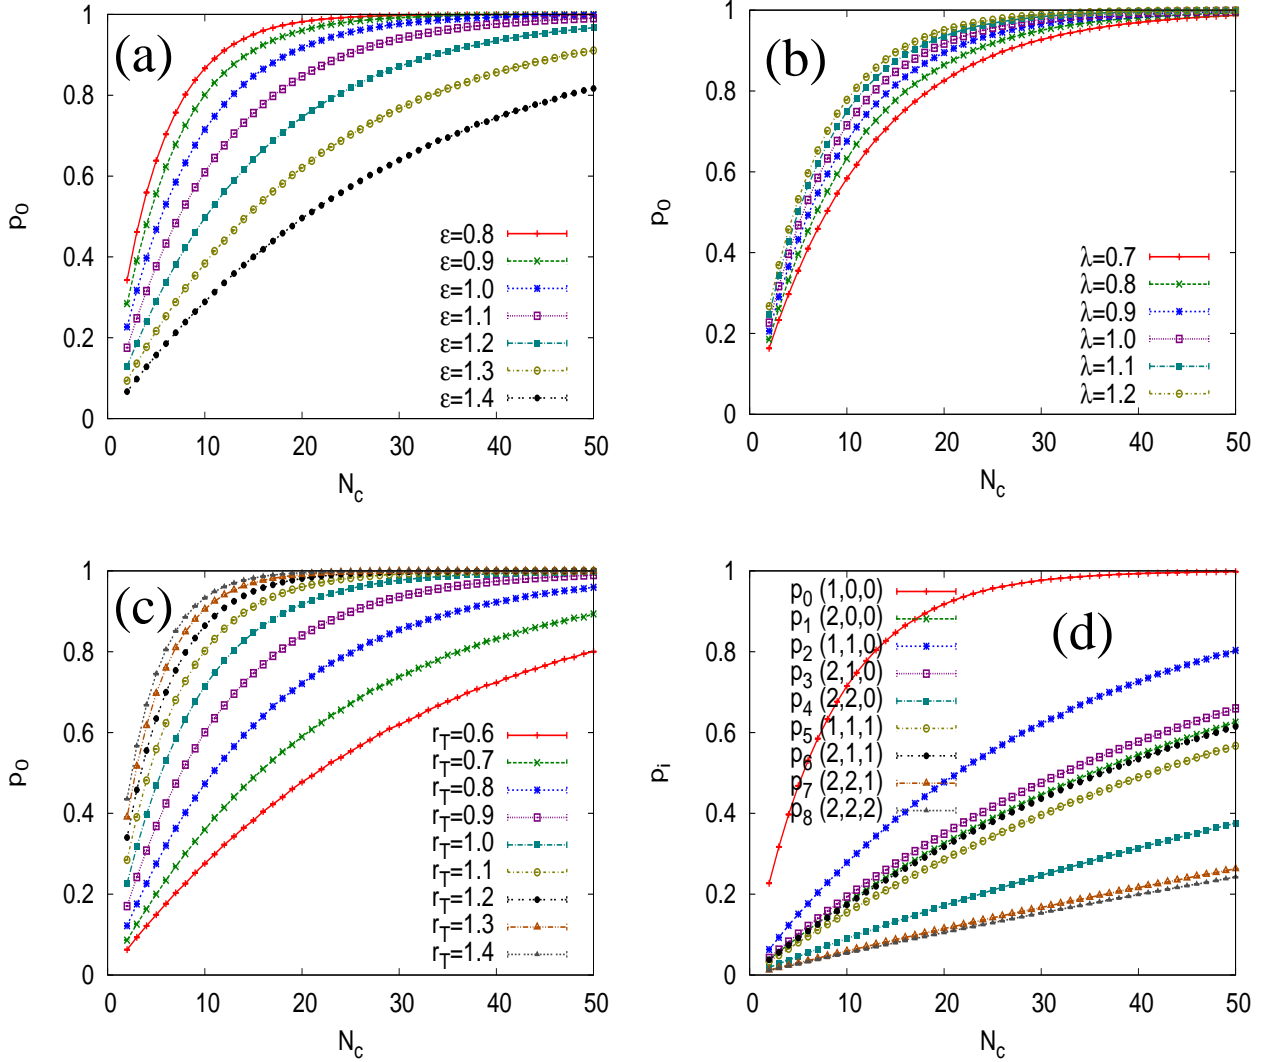 (a)
1
0.8
0.6
0.4
0.2
0
p0
ε=0.8
ε=0.9
ε=1.0
ε=1.1
ε=1.2
ε=1.3
ε=1.4
0 10 20 30 40 50
Nc
(b)
1
0.8
0.6
0.4
0.2
0
p0
λ=0.7
λ=0.8
λ=0.9
λ=1.0
λ=1.1
λ=1.2
0 10 20 30 40 50
Nc
(c)
1
0.8
0.6
0.4
0.2
0
p0
rT=0.6
rT=0.7
rT=0.8
rT=0.9
rT=1.0
rT=1.1
rT=1.2
rT=1.3
rT=1.4
0 10 20 30 40 50
Nc
(d)
1
0.8
0.6
0.4
0.2
0
pi
p0 (1,0,0)
p1 (2,0,0)
p2 (1,1,0)
p3 (2,1,0)
p4 (2,2,0)
p5 (1,1,1)
p6 (2,1,1)
p7 (2,2,1)
p8 (2,2,2)
0 10 20 30 40 50
Nc